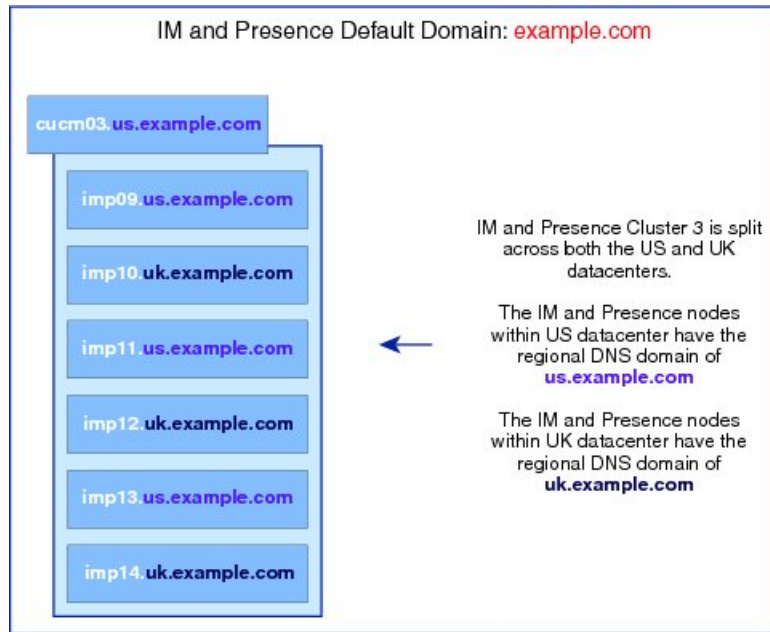 IM and Presence Default Domain: example.com
cucm03.us.example.com
imp09.us.example.com
imp10.uk.example.com
imp11.us.example.com
imp12.uk.example.com
imp13.us.example.com
imp14.uk.example.com
IM and Presence Cluster 3 is split
across both the US and UK
datacenters.
The IM and Presence nodes
within US datacenter have the
regional DNS domain of
us.example.com
The IM and Presence nodes
within UK datacenter have the
regional DNS domain of
uk.example.com